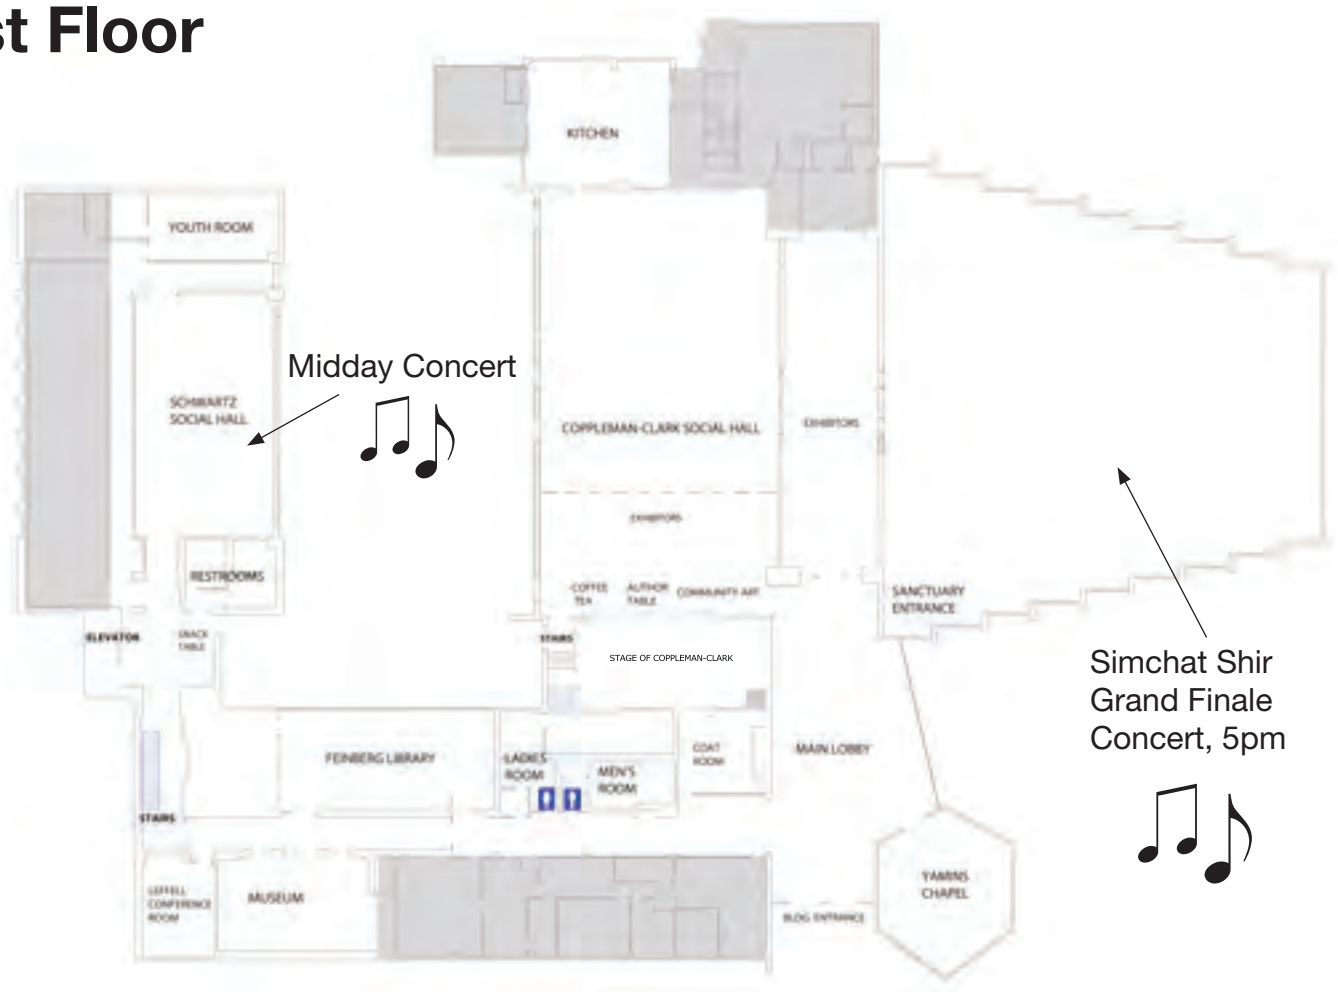 st Floor
KITCHEN
YOUTH ROOM
Midday Concert
SCHWARTZ
SOCIAL HALL
COPPLEMAN-CLARK SOCIAL HALL
EXHIBITORS
EXHIBITORS
RESTROOMS
COFFEE
TEA
AUTHOR
TABLE
COMMUNITY ART
SANCTUARY
ENTRANCE
ELEVATOR
SNACK
TABLE
STAIRS
STAGE OF COPPLEMAN-CLARK
Simchat Shir
Grand Finale
Concert, 5pm
FEINBERG LIBRARY
LADIES
ROOM
MEN'S
ROOM
COAT
ROOM
MAIN LOBBY
STAIRS
LEFFELL
CONFERENCE
ROOM
MUSEUM
YAMINS
CHAPEL
BLDG ENTRANCE